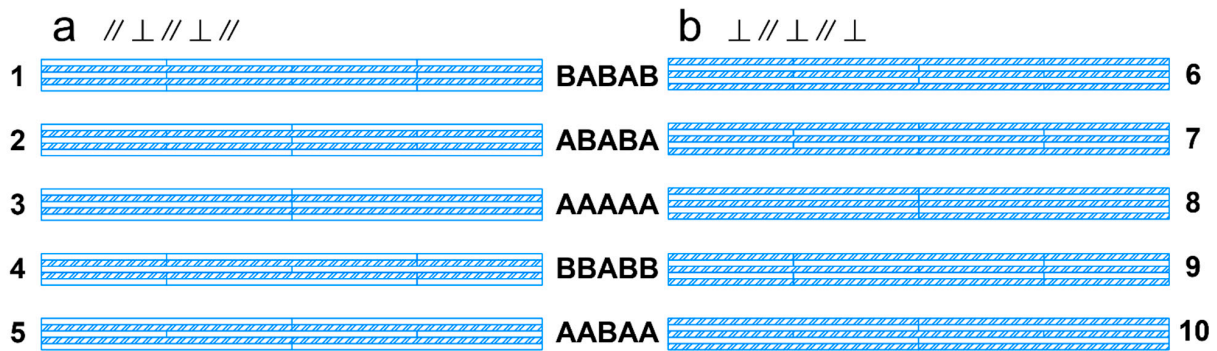 a // ⊥ // ⊥ // b ⊥ // ⊥ // ⊥
1 BABAB 6
2 ABABA 7
3 AAAAA 8
4 BBABB 9
5 AABAA 10